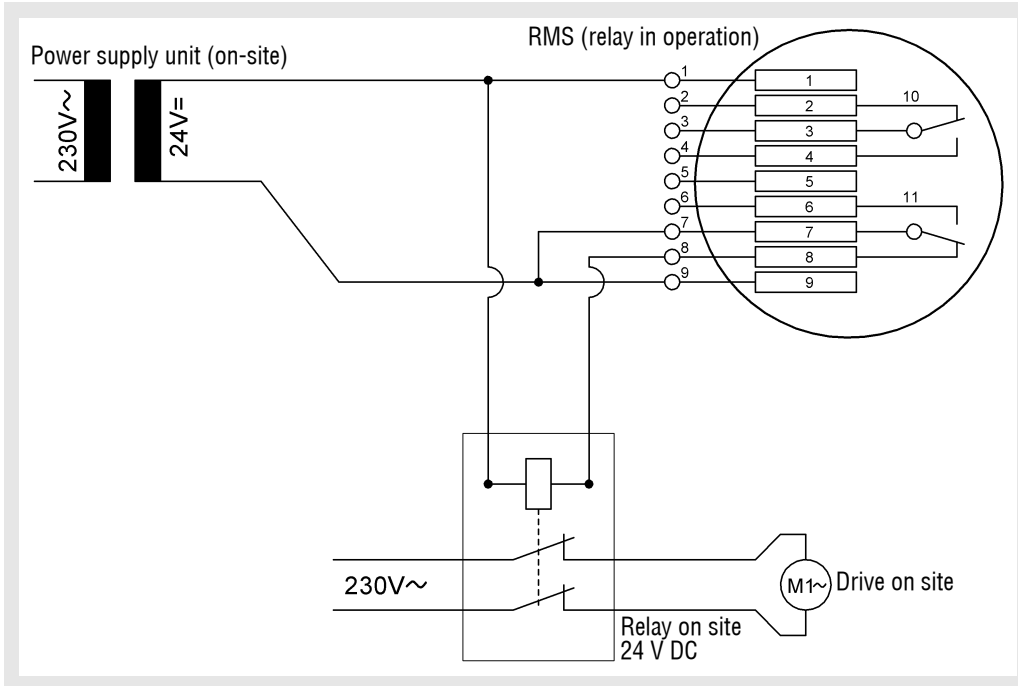 RMS (relay in operation)
Power supply unit (on-site)
230V~
24V=
1
2
3
4
5
6
7
8
9
1
2
3
4
5
6
7
8
9
10
11
230V~
M1~
Drive on site
Relay on site
24 V DC